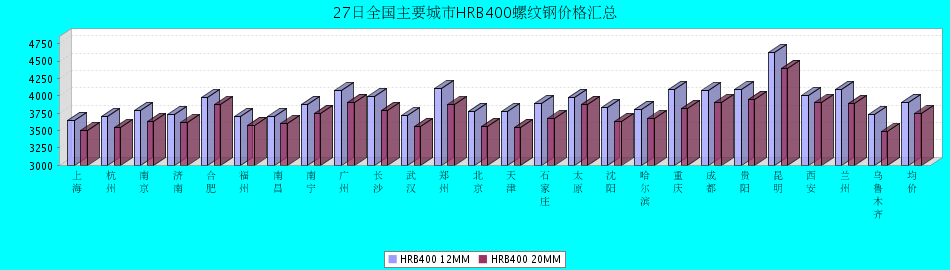 27日全国主要城市HRB400螺纹钢价格汇总
4750
4500
4250
4000
3750
3500
3250
3000
上海
杭州
南京
济南
合肥
福州
南昌
南宁
广州
长沙
武汉
郑州
北京
天津
石家庄
太原
沈阳
哈尔滨
重庆
成都
贵阳
昆明
西安
兰州
乌鲁木齐
均价
HRB400 12MM HRB400 20MM